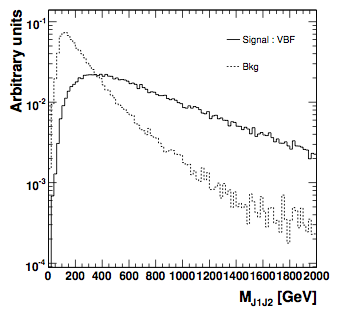 Arbitrary units
10⁻¹
10⁻²
10⁻³
10⁻⁴
Signal : VBF
Bkg
0 200 400 600 800 1000 1200 1400 1600 1800 2000
M_J1J2 [GeV]